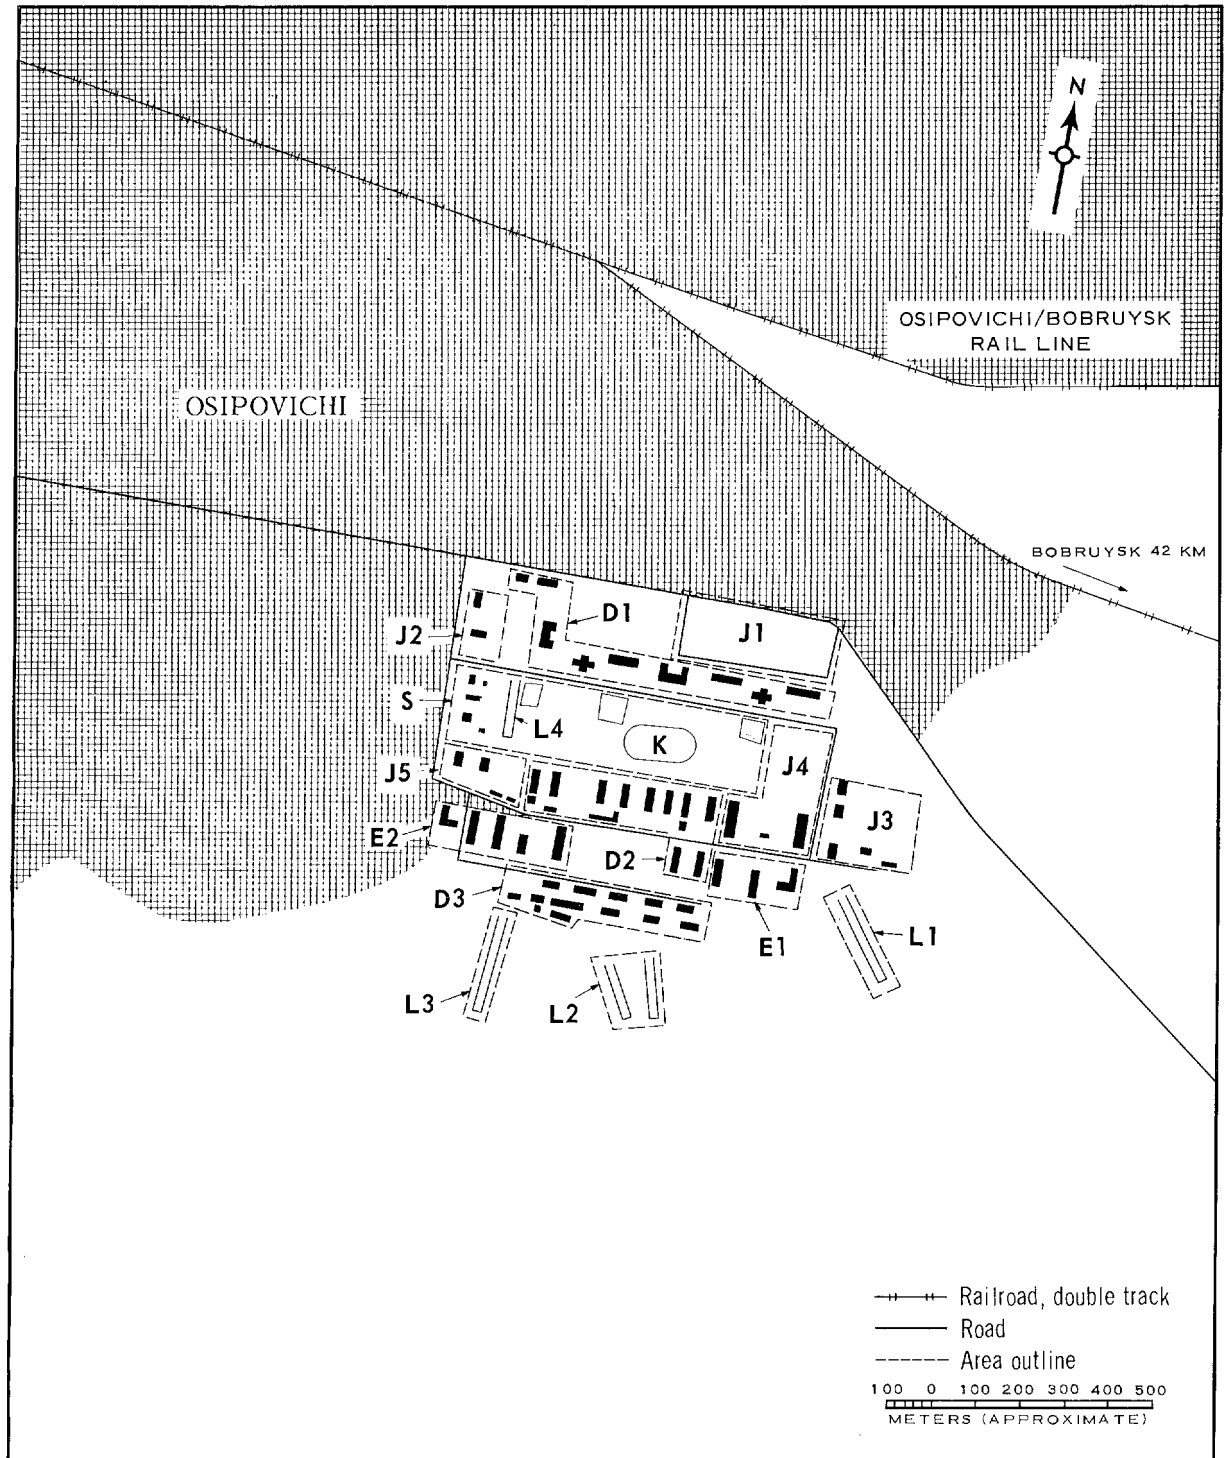 N
OSIPOVICHI/BOBRUYSK
RAIL LINE
OSIPOVICHI
BOBRUYSK 42 KM
D1
J1
J2
S
L4
K
J4
J5
J3
E2
D2
D3
E1
L1
L3
L2
Railroad, double track
Road
Area outline
100 0 100 200 300 400 500
METERS (APPROXIMATE)